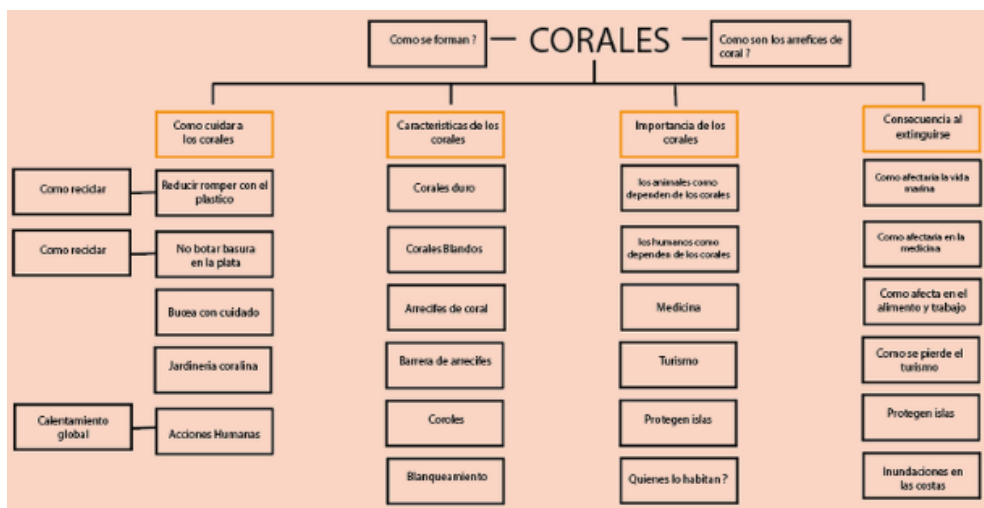 Como se forman ?
CORALES
Como son los arrefices de
coral ?
Como cuidar a
los corales
Caracteristicas de los
corales
Importancia de los
corales
Consecuencia al
extinguirse
Como reciclar
Reducir romper con el
plastico
Corales duro
los animales como
dependen de los corales
Como afectaria la vida
marina
Como reciclar
No botar basura
en la plata
Corales Blandos
los humanos como
dependen de los corales
Como afectaria en la
medicina
Bucea con cuidado
Arrecifes de coral
Medicina
Como afecta en el
alimento y trabajo
Jardineria coralina
Barrera de arrecifes
Turismo
Como se pierde el
turismo
Calentamiento
global
Acciones Humanas
Coroles
Protegen islas
Protegen islas
Blanqueamiento
Quienes lo habitan ?
Inundaciones en
las costas